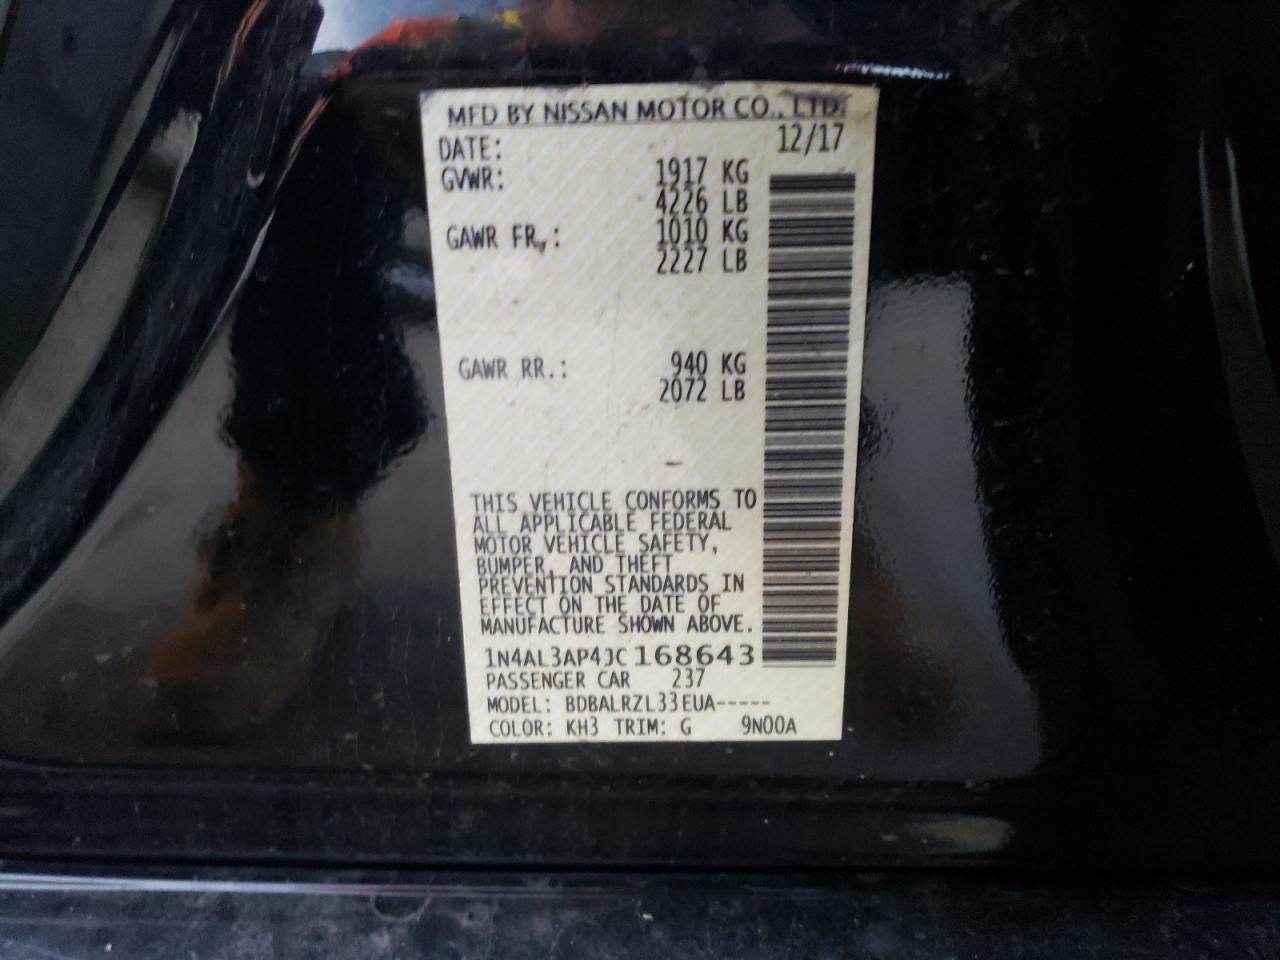 MFD BY NISSAN MOTOR CO., LTD.
DATE: 12/17
GVWR: 1917 KG
4226 LB
GAWR FR.: 1010 KG
2227 LB
GAWR RR.: 940 KG
2072 LB
THIS VEHICLE CONFORMS TO
ALL APPLICABLE FEDERAL
MOTOR VEHICLE SAFETY,
BUMPER, AND THEFT
PREVENTION STANDARDS IN
EFFECT ON THE DATE OF
MANUFACTURE SHOWN ABOVE.
1N4AL3AP4JC168643
PASSENGER CAR 237
MODEL: BDBALRZL33EUA-----
COLOR: KH3 TRIM: G 9N00A